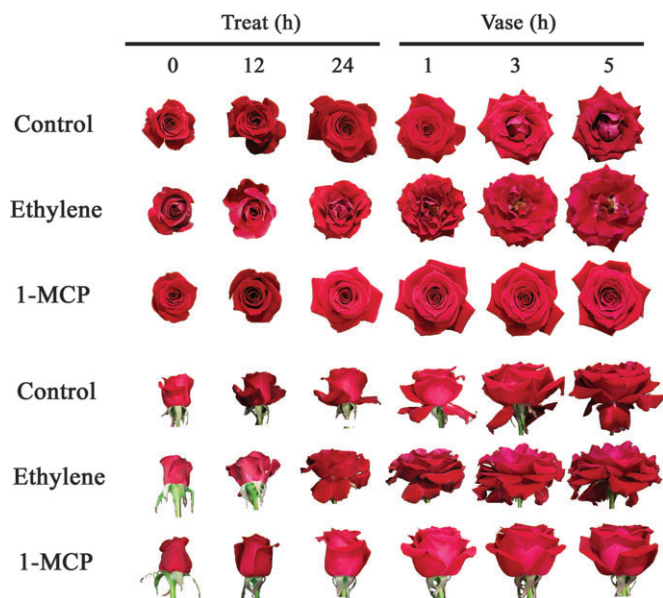 Treat (h) Vase (h)
0 12 24 1 3 5
Control
Ethylene
1-MCP
Control
Ethylene
1-MCP